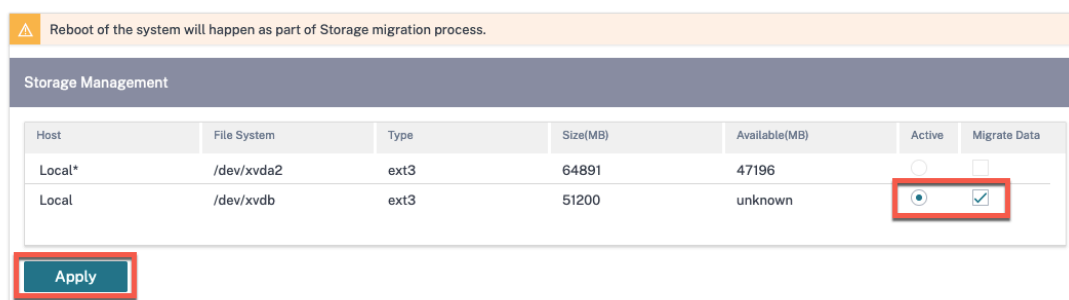 Reboot of the system will happen as part of Storage migration process.
Storage Management
Host File System Type Size(MB) Available(MB) Active Migrate Data
Local* /dev/xvda2 ext3 64891 47196
Local /dev/xvdb ext3 51200 unknown
Apply